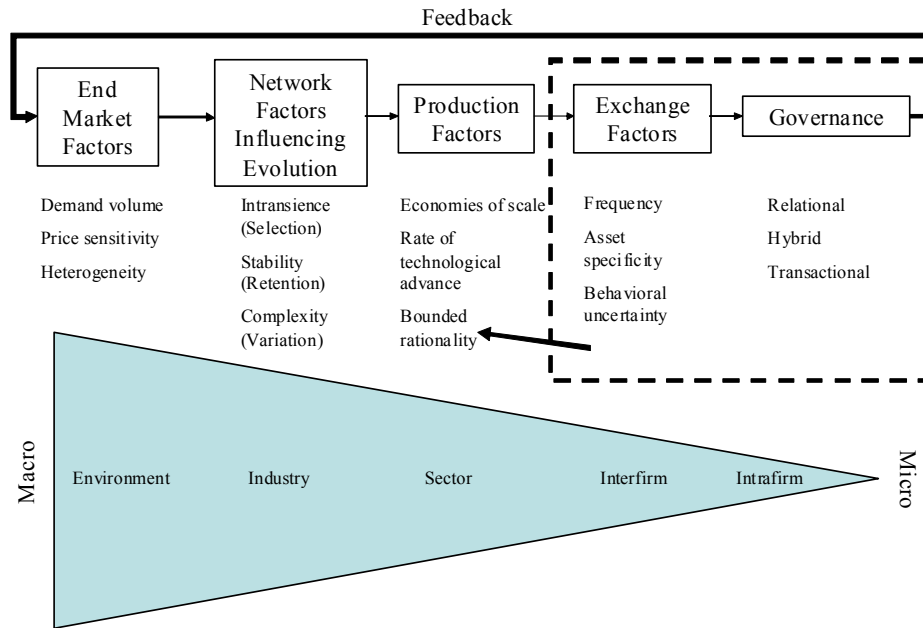 Feedback
End
Market
Factors
Network
Factors
Influencing
Evolution
Production
Factors
Exchange
Factors
Governance
Demand volume
Price sensitivity
Heterogeneity
Intransience
(Selection)
Stability
(Retention)
Complexity
(Variation)
Economies of scale
Rate of
technological
advance
Bounded
rationality
Frequency
Asset
specificity
Behavioral
uncertainty
Relational
Hybrid
Transactional
Macro
Environment
Industry
Sector
Interfirm
Intrafirm
Micro